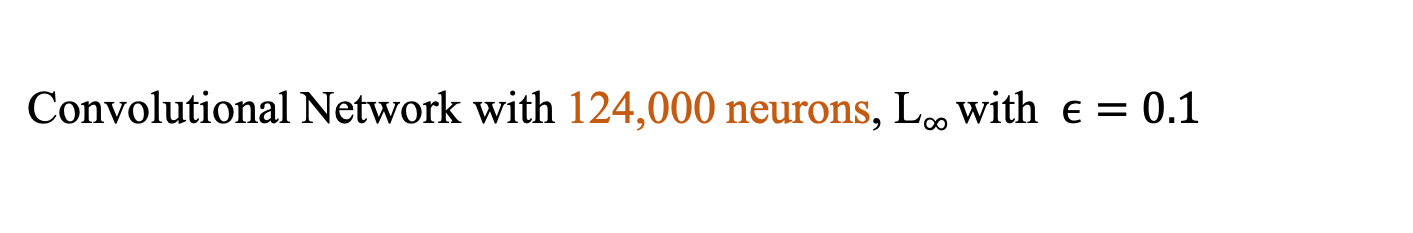 Convolutional Network with 124,000 neurons, L∞ with ϵ = 0.1